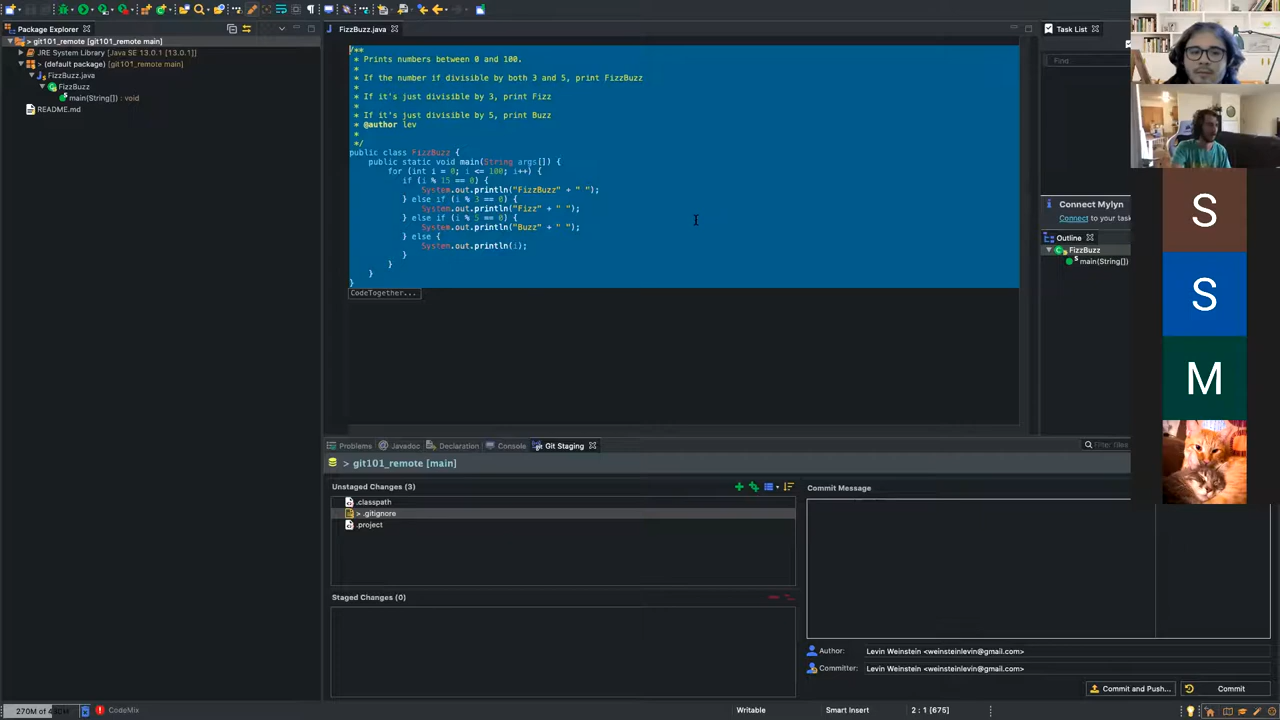 Package Explorer
FizzBuzz.java
Task List
> git101_remote [git101_remote main]
JRE System Library [Java SE 13.0.1 [13.0.1]]
> (default package) [git101_remote main]
FizzBuzz.java
FizzBuzz
main(String[]) : void
README.md
/**
* Prints numbers between 0 and 100.
*
* If the number if divisible by both 3 and 5, print FizzBuzz
*
* If it's just divisible by 3, print Fizz
*
* If it's just divisible by 5, print Buzz
* @author lev
*
*/
public class FizzBuzz {
public static void main(String args[]) {
for (int i = 0; i <= 100; i++) {
if (i % 15 == 0) {
System.out.println("FizzBuzz" + " ");
} else if (i % 3 == 0) {
System.out.println("Fizz" + " ");
} else if (i % 5 == 0) {
System.out.println("Buzz" + " ");
} else {
System.out.println(i);
}
}
}
}
CodeTogether...
Find
Connect Mylyn
Connect to your task
Outline
FizzBuzz
main(String[])
S
S
M
Problems
Javadoc
Declaration
Console
Git Staging
Filter files
> git101_remote [main]
Unstaged Changes (3)
.classpath
> .gitignore
.project
Staged Changes (0)
Commit Message
Author: Levin Weinstein <weinsteinlevin@gmail.com>
Committer: Levin Weinstein <weinsteinlevin@gmail.com>
Commit and Push...
Commit
CodeMix
Writable
Smart Insert
2 : 1 [675]